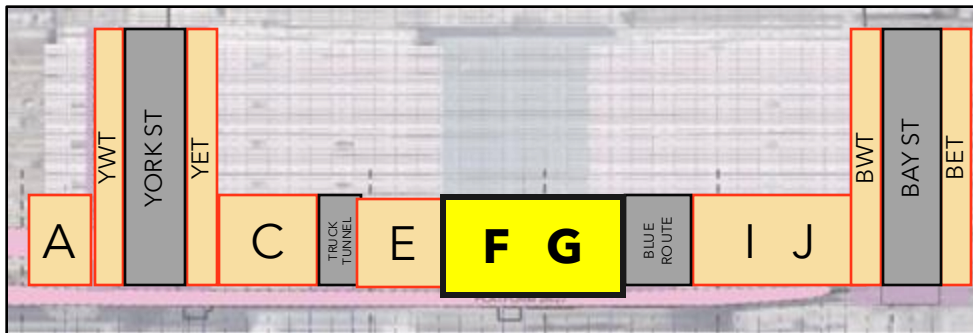 A
YWT
YORK ST
YET
C
TRUCK
TUNNEL
E
F G
BLUE
ROUTE
I J
BWT
BAY ST
BET